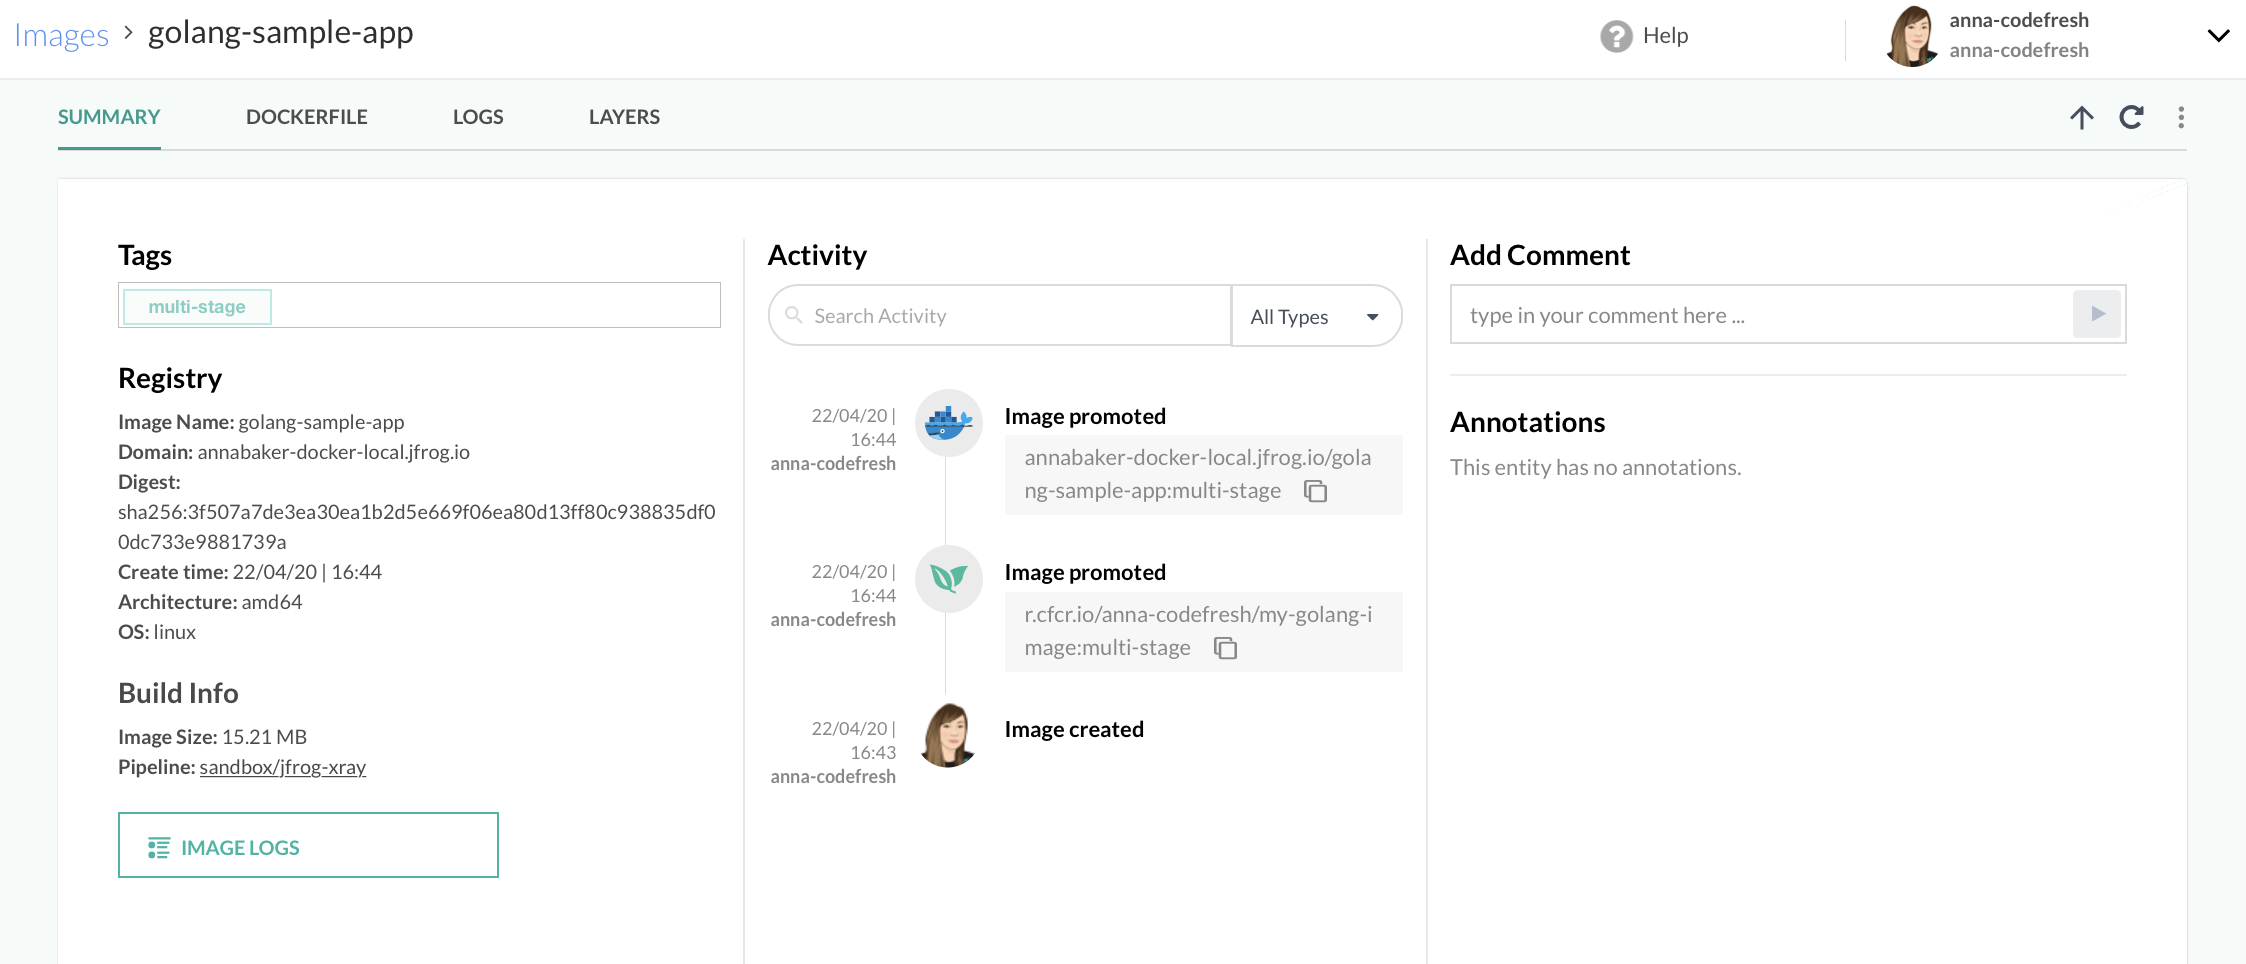 Images > golang-sample-app
? Help
anna-codefresh
anna-codefresh
SUMMARY
DOCKERFILE
LOGS
LAYERS
Tags
multi-stage
Registry
Image Name: golang-sample-app
Domain: annabaker-docker-local.jfrog.io
Digest:
sha256:3f507a7de3ea30ea1b2d5e669f06ea80d13ff80c938835df0
0dc733e9881739a
Create time: 22/04/20 | 16:44
Architecture: amd64
OS: linux
Build Info
Image Size: 15.21 MB
Pipeline: sandbox/jfrog-xray
IMAGE LOGS
Activity
Search Activity
All Types
22/04/20 |
16:44
anna-codefresh
Image promoted
annabaker-docker-local.jfrog.io/gola
ng-sample-app:multi-stage
22/04/20 |
16:44
anna-codefresh
Image promoted
r.cfcr.io/anna-codefresh/my-golang-i
mage:multi-stage
22/04/20 |
16:43
anna-codefresh
Image created
Add Comment
type in your comment here ...
Annotations
This entity has no annotations.